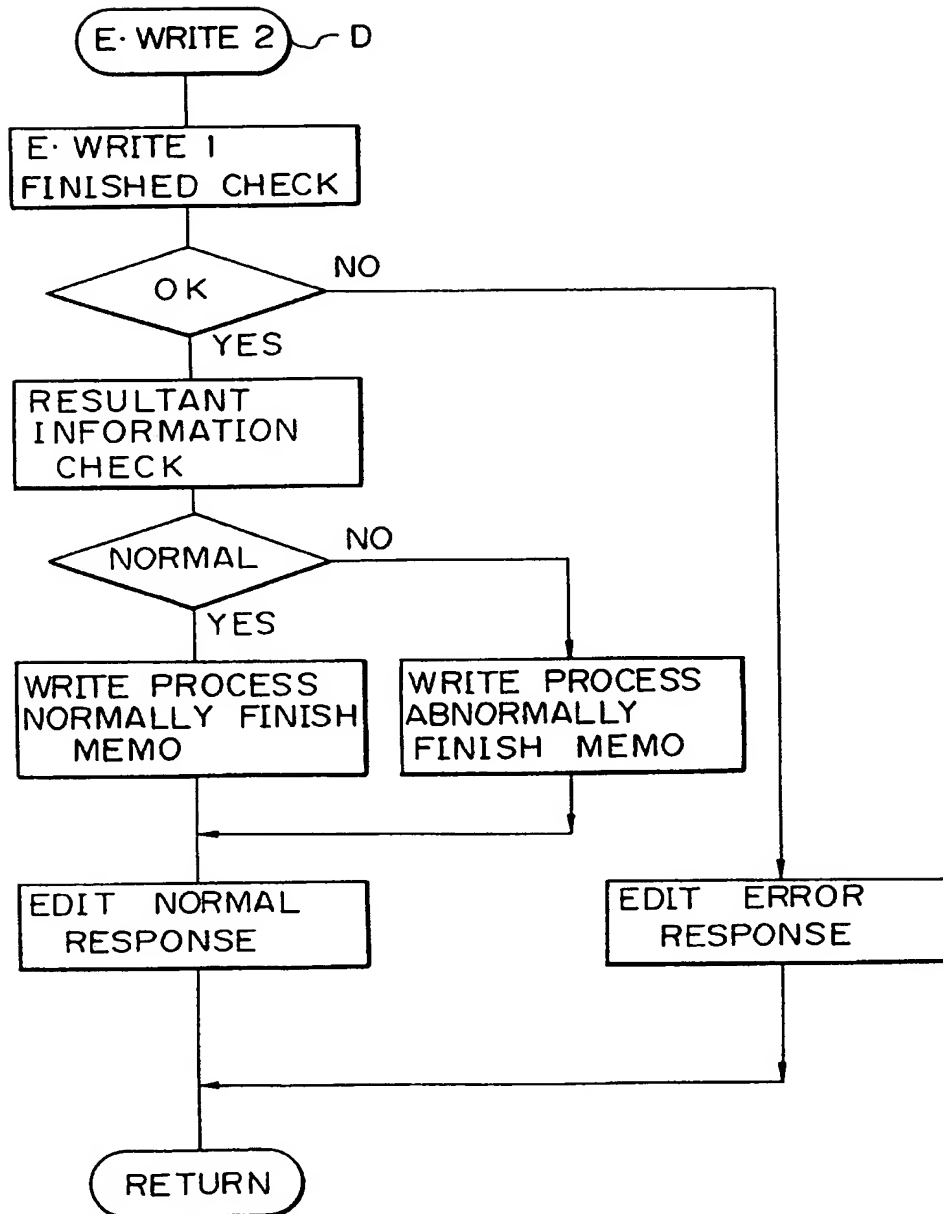 E· WRITE 2
D
E· WRITE 1
FINISHED CHECK
OK
NO
YES
RESULTANT
INFORMATION
CHECK
NORMAL
NO
YES
WRITE PROCESS
NORMALLY FINISH
MEMO
WRITE PROCESS
ABNORMALLY
FINISH MEMO
EDIT NORMAL
RESPONSE
EDIT ERROR
RESPONSE
RETURN